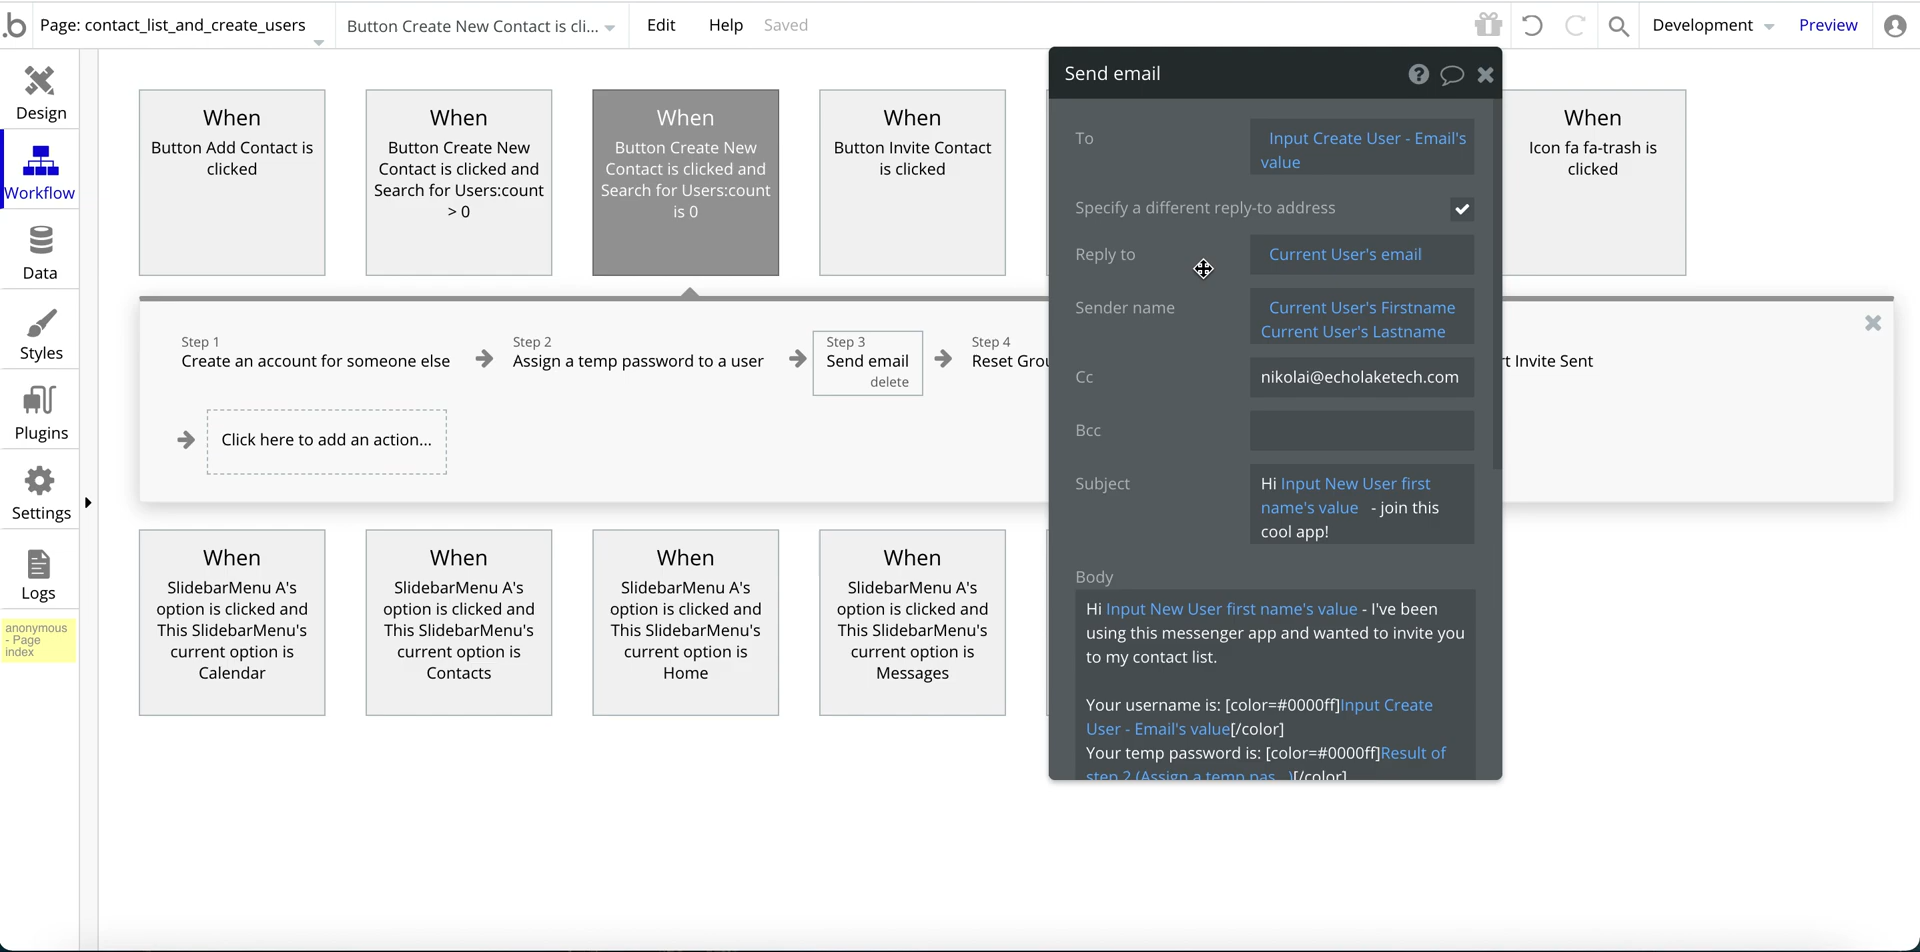 b
Page: contact_list_and_create_users
Button Create New Contact is cli...
Edit
Help
Saved
Development
Preview
Design
Workflow
Data
Styles
Plugins
Settings
Logs
anonymous
- Page
index
When
Button Add Contact is
clicked
When
Button Create New
Contact is clicked and
Search for Users:count
> 0
When
Button Create New
Contact is clicked and
Search for Users:count
is 0
When
Button Invite Contact
is clicked
When
Icon fa fa-trash is
clicked
Step 1
Create an account for someone else
Step 2
Assign a temp password to a user
Step 3
Send email
delete
Step 4
Reset Grou
rt Invite Sent
Click here to add an action...
When
SlidebarMenu A's
option is clicked and
This SlidebarMenu's
current option is
Calendar
When
SlidebarMenu A's
option is clicked and
This SlidebarMenu's
current option is
Contacts
When
SlidebarMenu A's
option is clicked and
This SlidebarMenu's
current option is
Home
When
SlidebarMenu A's
option is clicked and
This SlidebarMenu's
current option is
Messages
Send email
?
To
Input Create User - Email's
value
Specify a different reply-to address
Reply to
Current User's email
Sender name
Current User's Firstname
Current User's Lastname
Cc
nikolai@echolaketech.com
Bcc
Subject
Hi Input New User first
name's value - join this
cool app!
Body
Hi Input New User first name's value - I've been
using this messenger app and wanted to invite you
to my contact list.
Your username is: [color=#0000ff]Input Create
User - Email's value[/color]
Your temp password is: [color=#0000ff]Result of
step 2 (Assign a temp pas...)[/color]